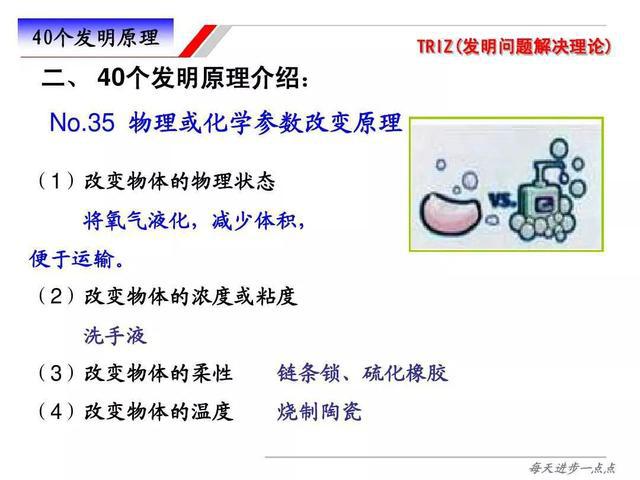 40个发明原理
TRIZ(发明问题解决理论)
二、 40个发明原理介绍：
No.35 物理或化学参数改变原理
（1）改变物体的物理状态
将氧气液化，减少体积，
便于运输。
VS.
（2）改变物体的浓度或粘度
洗手液
（3）改变物体的柔性 链条锁、硫化橡胶
（4）改变物体的温度 烧制陶瓷
每天进步一点点